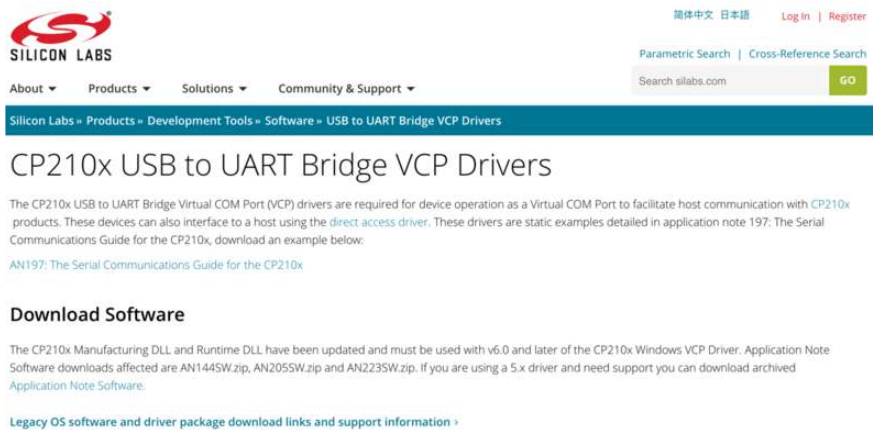 简体中文 日本語 Log In | Register
SILICON LABS
Parametric Search | Cross-Reference Search
About Products Solutions Community & Support
Search silabs.com GO
Silicon Labs » Products » Development Tools » Software » USB to UART Bridge VCP Drivers
CP210x USB to UART Bridge VCP Drivers
The CP210x USB to UART Bridge Virtual COM Port (VCP) drivers are required for device operation as a Virtual COM Port to facilitate host communication with CP210x
products. These devices can also interface to a host using the direct access driver. These drivers are static examples detailed in application note 197: The Serial
Communications Guide for the CP210x, download an example below:
AN197: The Serial Communications Guide for the CP210x
Download Software
The CP210x Manufacturing DLL and Runtime DLL have been updated and must be used with v6.0 and later of the CP210x Windows VCP Driver. Application Note
Software downloads affected are AN144SW.zip, AN205SW.zip and AN223SW.zip. If you are using a 5.x driver and need support you can download archived
Application Note Software.
Legacy OS software and driver package download links and support information ›